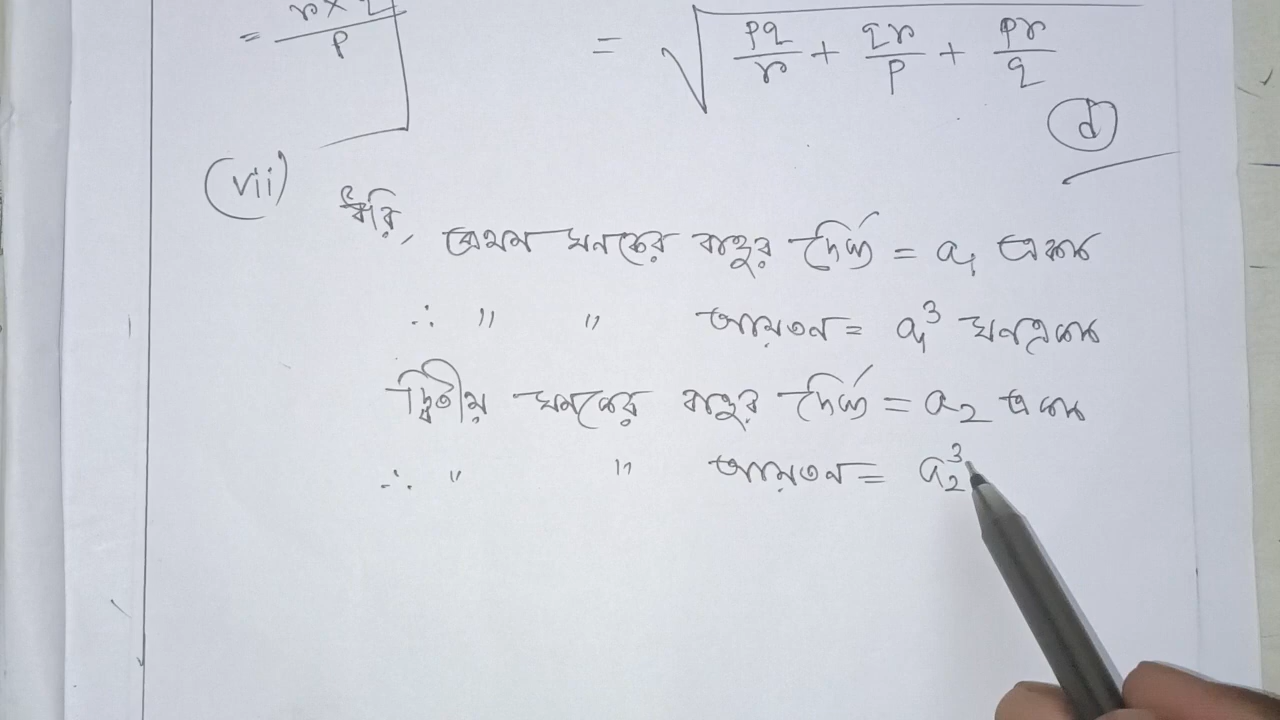 = r × q / p
= √(pq/r + qr/p + pr/q)
(d)
(vii)
ধরি, প্রথম ঘনকের বাহুর দৈর্ঘ্য = a₁ একক
∴ " " আয়তন = a₁³ ঘনএকক
দ্বিতীয় ঘনকের বাহুর দৈর্ঘ্য = a₂ একক
∴ " " আয়তন = a₂³